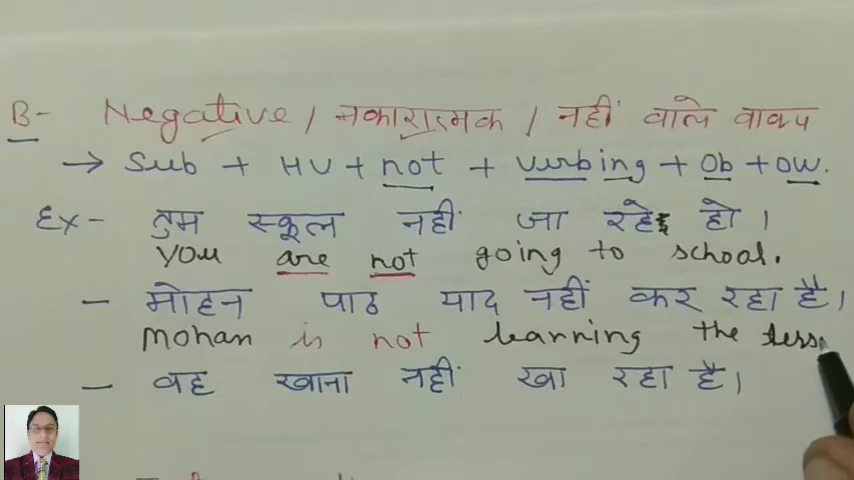 B- Negative / नकारात्मक / नहीं वाले वाक्य
→ Sub + HV + not + verbing + Ob + OW.
Ex- तुम स्कूल नहीं जा रहे हो।
you are not going to school.
- मोहन पाठ याद नहीं कर रहा है।
Mohan is not learning the less
- वह खाना नहीं खा रहा है।